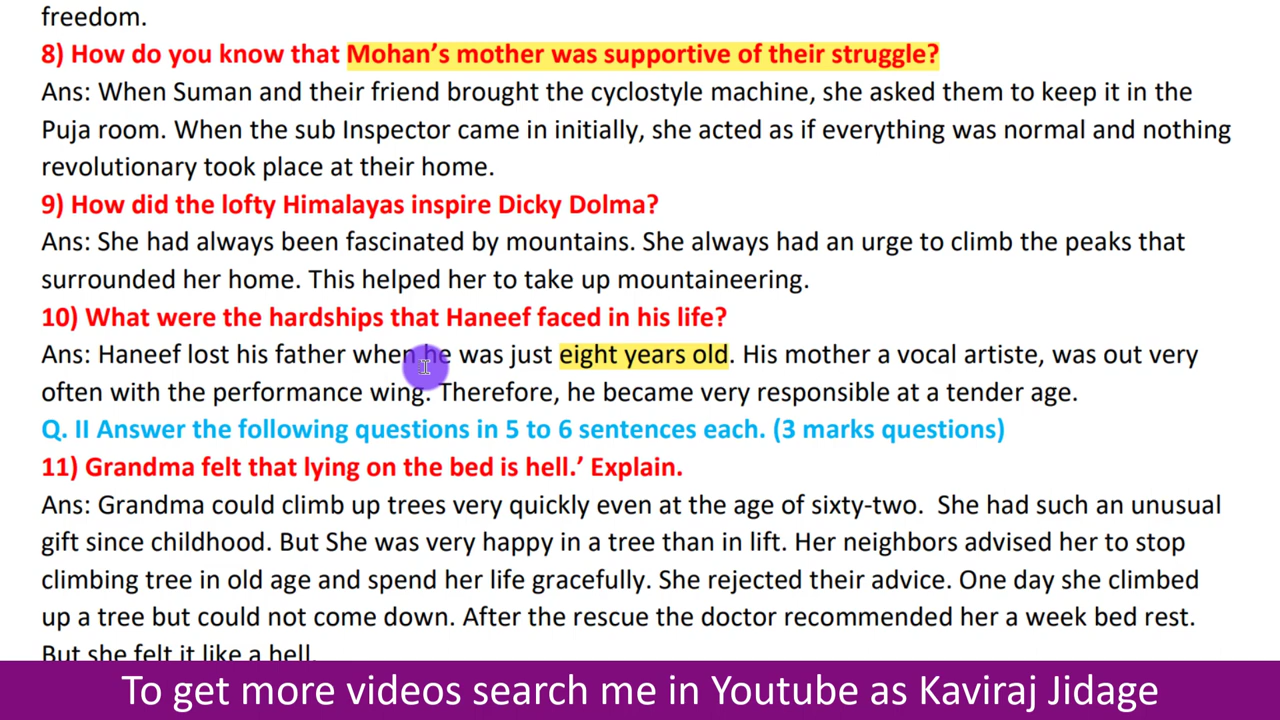 freedom.
8) How do you know that Mohan’s mother was supportive of their struggle?
Ans: When Suman and their friend brought the cyclostyle machine, she asked them to keep it in the
Puja room. When the sub Inspector came in initially, she acted as if everything was normal and nothing
revolutionary took place at their home.
9) How did the lofty Himalayas inspire Dicky Dolma?
Ans: She had always been fascinated by mountains. She always had an urge to climb the peaks that
surrounded her home. This helped her to take up mountaineering.
10) What were the hardships that Haneef faced in his life?
Ans: Haneef lost his father when he was just eight years old. His mother a vocal artiste, was out very
often with the performance wing. Therefore, he became very responsible at a tender age.
Q. II Answer the following questions in 5 to 6 sentences each. (3 marks questions)
11) Grandma felt that lying on the bed is hell.’ Explain.
Ans: Grandma could climb up trees very quickly even at the age of sixty-two.  She had such an unusual
gift since childhood. But She was very happy in a tree than in lift. Her neighbors advised her to stop
climbing tree in old age and spend her life gracefully. She rejected their advice. One day she climbed
up a tree but could not come down. After the rescue the doctor recommended her a week bed rest.
But she felt it like a hell.
To get more videos search me in Youtube as Kaviraj Jidage